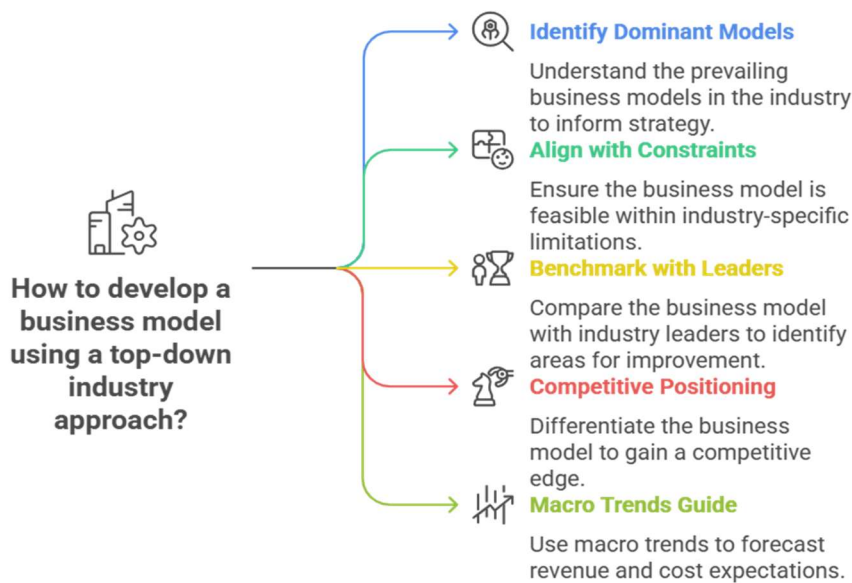 How to develop a
business model
using a top-down
industry
approach?
Identify Dominant Models
Understand the prevailing
business models in the industry
to inform strategy.
Align with Constraints
Ensure the business model is
feasible within industry-specific
limitations.
Benchmark with Leaders
Compare the business model
with industry leaders to identify
areas for improvement.
Competitive Positioning
Differentiate the business
model to gain a competitive
edge.
Macro Trends Guide
Use macro trends to forecast
revenue and cost expectations.